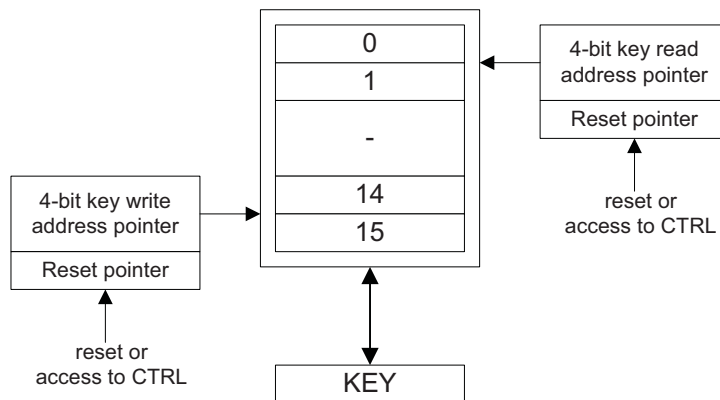 0
1
-
14
15
4-bit key read
address pointer
Reset pointer
reset or
access to CTRL
4-bit key write
address pointer
Reset pointer
reset or
access to CTRL
KEY